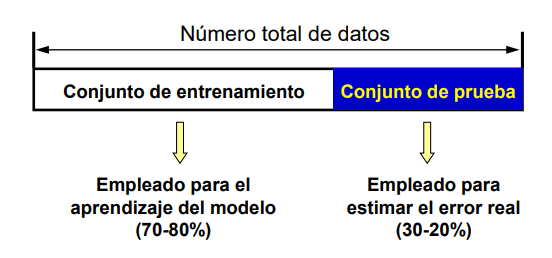 Número total de datos
Conjunto de entrenamiento
Conjunto de prueba
Empleado para el
aprendizaje del modelo
(70-80%)
Empleado para
estimar el error real
(30-20%)